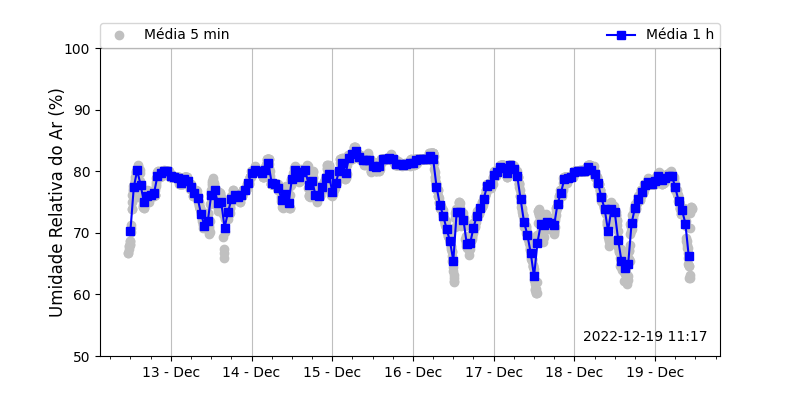 Média 5 min
Média 1 h
100
90
80
70
60
50
Umidade Relativa do Ar (%)
2022-12-19 11:17
13 - Dec
14 - Dec
15 - Dec
16 - Dec
17 - Dec
18 - Dec
19 - Dec